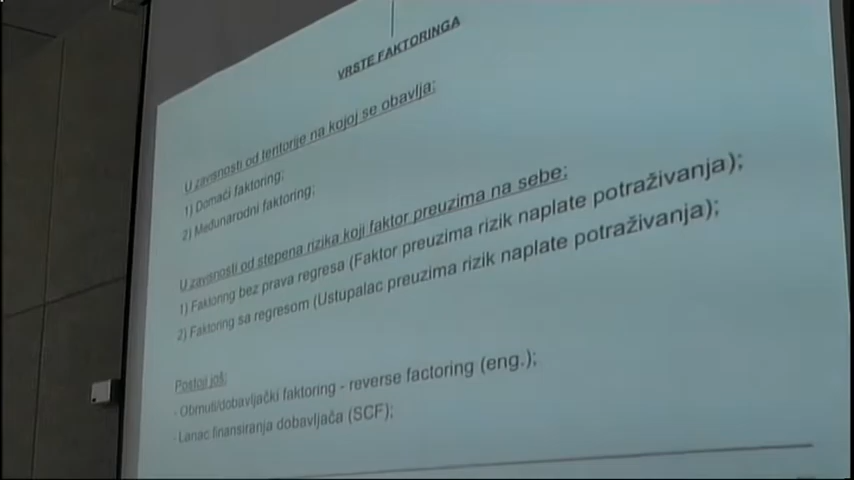 VRSTE FAKTORINGA
U zavisnosti od teritorije na kojoj se obavlja:
1) Domaći faktoring;
2) Međunarodni faktoring;
U zavisnosti od stepena rizika koji faktor preuzima na sebe:
1) Faktoring bez prava regresa (Faktor preuzima rizik naplate potraživanja);
2) Faktoring sa regresom (Ustupalac preuzima rizik naplate potraživanja);
Postoji još:
- Obrnuti/dobavljački faktoring - reverse factoring (eng.);
- Lanac finansiranja dobavljača (SCF);